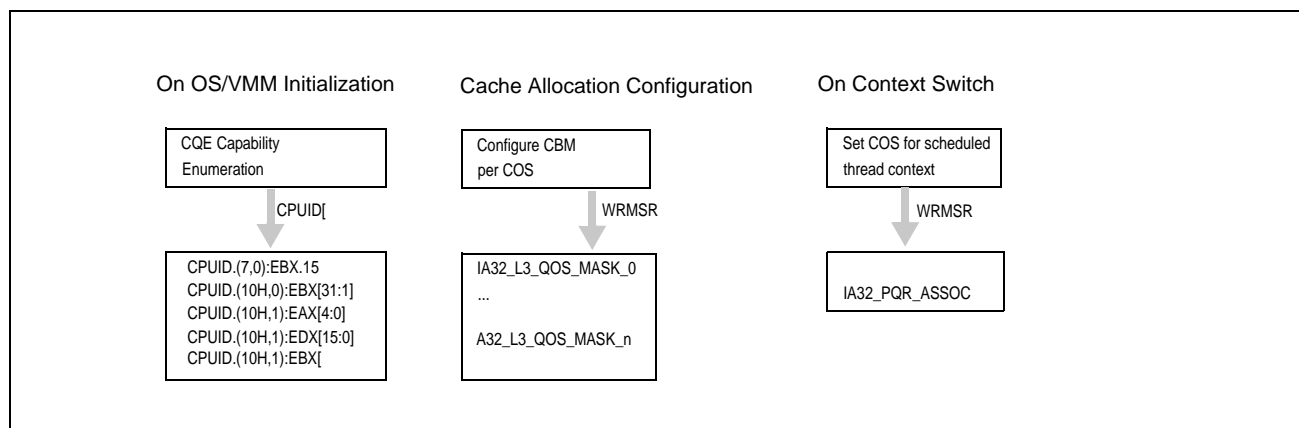 On OS/VMM Initialization
CQE Capability
Enumeration
CPUID[
CPUID.(7,0):EBX.15
CPUID.(10H,0):EBX[31:1]
CPUID.(10H,1):EAX[4:0]
CPUID.(10H,1):EDX[15:0]
CPUID.(10H,1):EBX[
Cache Allocation Configuration
Configure CBM
per COS
WRMSR
IA32_L3_QOS_MASK_0
...
A32_L3_QOS_MASK_n
On Context Switch
Set COS for scheduled
thread context
WRMSR
IA32_PQR_ASSOC